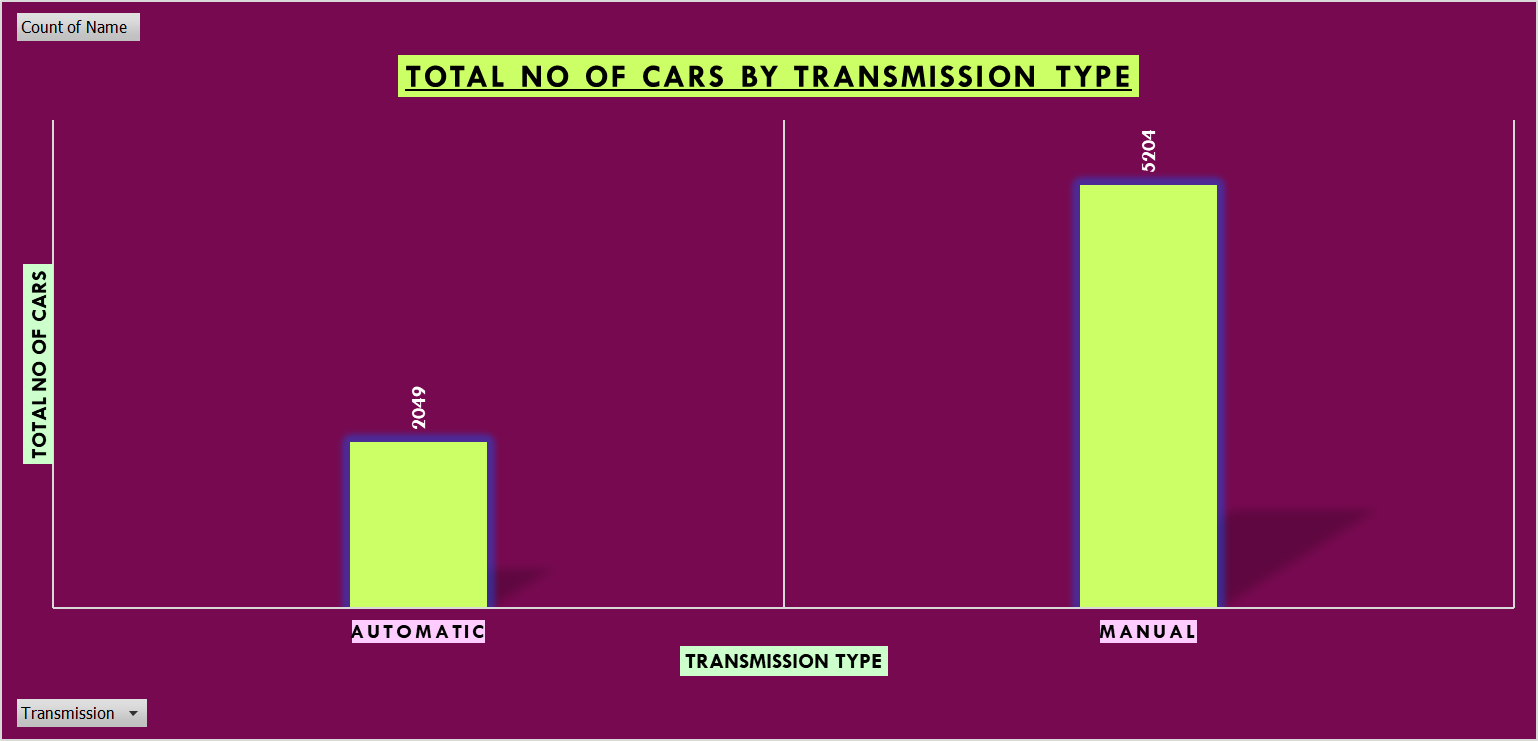 Count of Name
TOTAL NO OF CARS BY TRANSMISSION TYPE
5204
2049
TOTAL NO OF CARS
AUTOMATIC
MANUAL
TRANSMISSION TYPE
Transmission